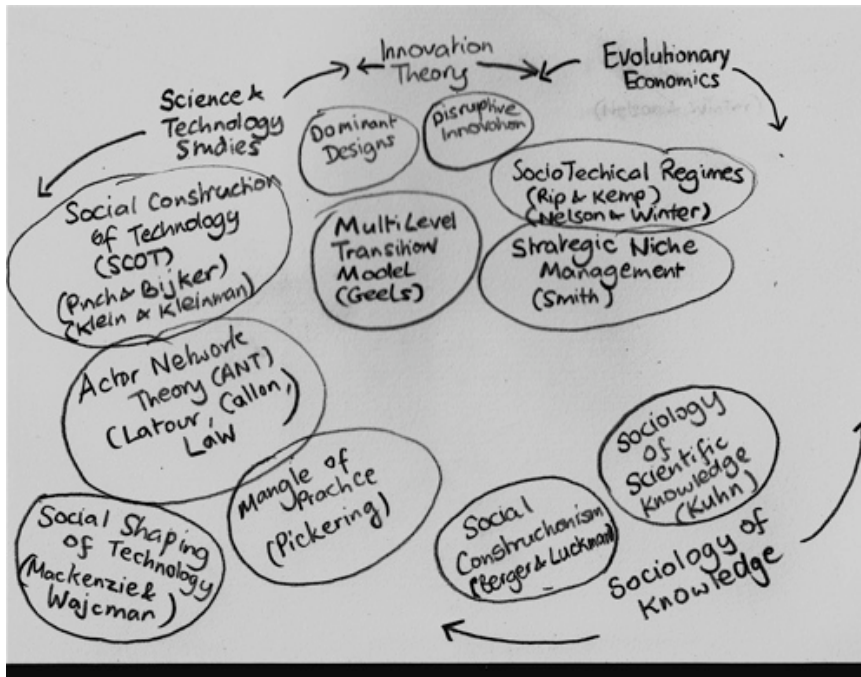 Innovation
Theory
Evolutionary
Economics
(Nelson & Winter)
Science &
Technology
Studies
Dominant
Designs
Disruptive
Innovation
Social Construction
of Technology
(SCOT)
(Pinch & Bijker)
(Klein & Kleinman)
Multi Level
Transition
Model
(Geels)
SocioTechical Regimes
(Rip & Kemp)
(Nelson & Winter)
Strategic Niche
Management
(Smith)
Actor Network
Theory (ANT)
(Latour, Callon,
Law
Mangle of
Practice
(Pickering)
Social Shaping
of Technology
(Mackenzie &
Wajcman)
Social
Constructionism
(Berger & Luckman)
Sociology
of
Scientific
Knowledge
(Kuhn)
Sociology of
Knowledge